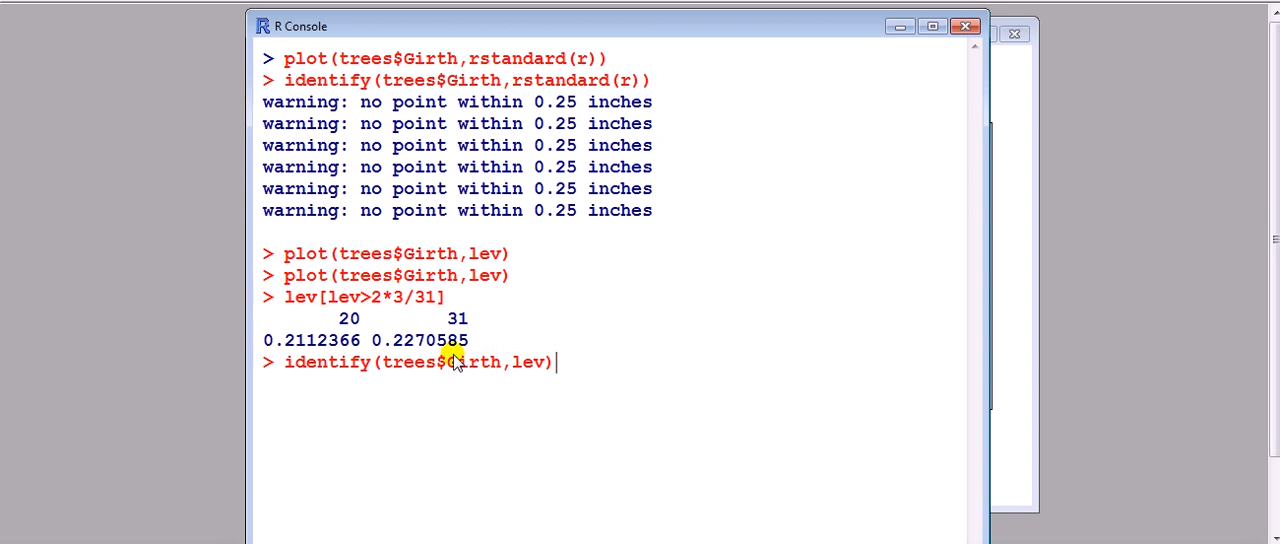 R Console
> plot(trees$Girth,rstandard(r))
> identify(trees$Girth,rstandard(r))
warning: no point within 0.25 inches
warning: no point within 0.25 inches
warning: no point within 0.25 inches
warning: no point within 0.25 inches
warning: no point within 0.25 inches
warning: no point within 0.25 inches
> plot(trees$Girth,lev)
> plot(trees$Girth,lev)
> lev[lev>2*3/31]
20 31
0.2112366 0.2270585
> identify(trees$Girth,lev)